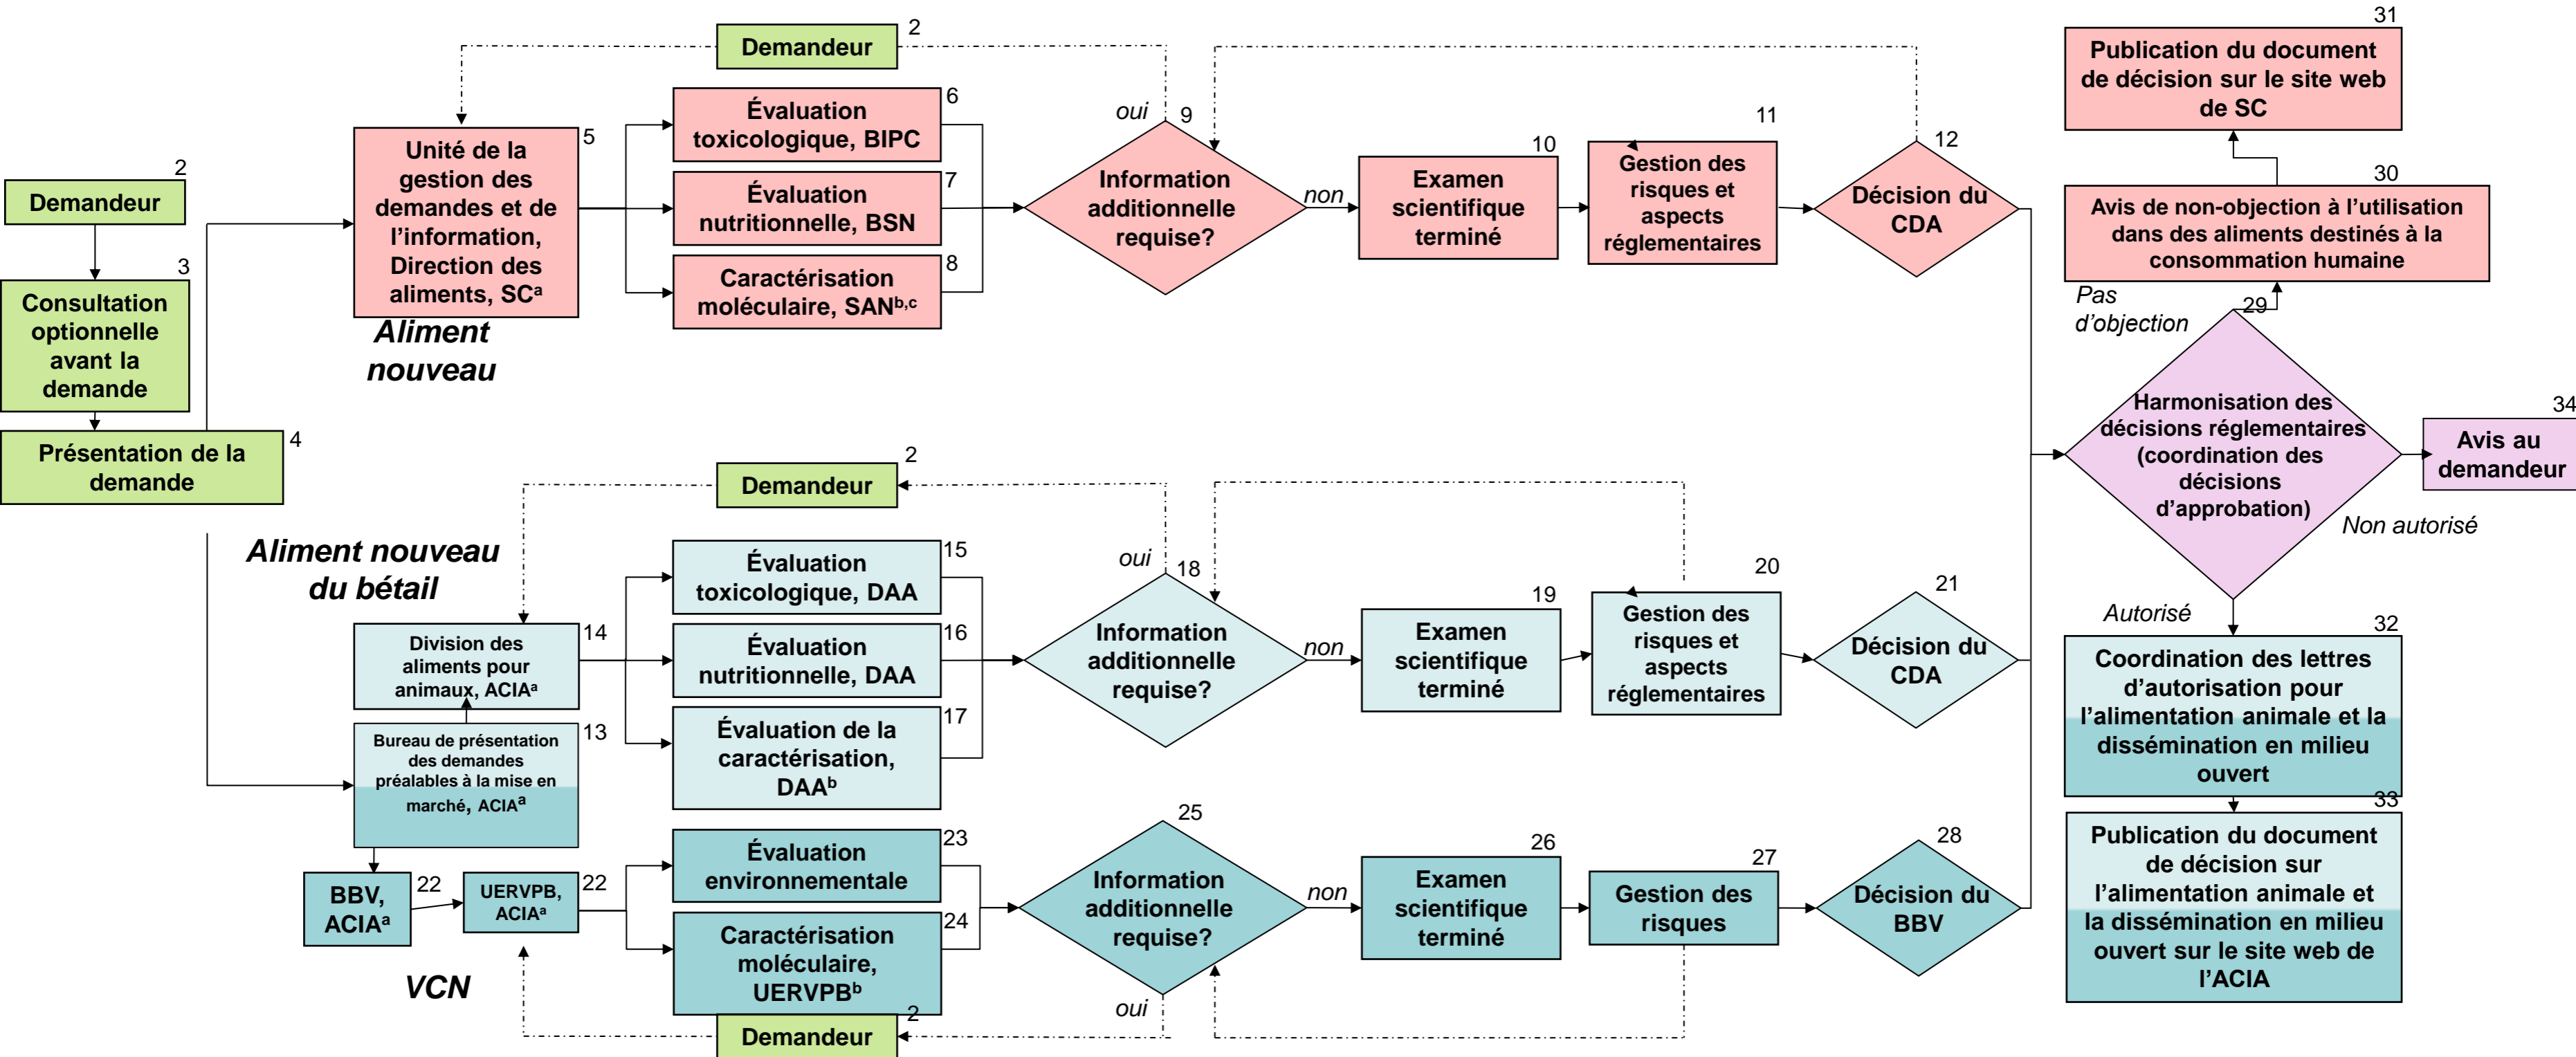 2
Demandeur
3
Consultation
optionnelle
avant la
demande
4
Présentation de la
demande
2
Demandeur
5
Unité de la
gestion des
demandes et de
l’information,
Direction des
aliments, SCa
Aliment
nouveau
6
Évaluation
toxicologique, BIPC
7
Évaluation
nutritionnelle, BSN
8
Caractérisation
moléculaire, SANb,c
oui
9
Information
additionnelle
requise?
non
10
Examen
scientifique
terminé
11
Gestion des
risques et
aspects
réglementaires
12
Décision du
CDA
Aliment nouveau
du bétail
2
Demandeur
13
Bureau de présentation
des demandes
préalables à la mise en
marché, ACIAa
14
Division des
aliments pour
animaux, ACIAa
15
Évaluation
toxicologique, DAA
16
Évaluation
nutritionnelle, DAA
17
Évaluation de la
caractérisation,
DAAb
oui
18
Information
additionnelle
requise?
non
19
Examen
scientifique
terminé
20
Gestion des
risques et
aspects
réglementaires
21
Décision du
CDA
22
BBV,
ACIAa
22
UERVPB,
ACIAa
VCN
23
Évaluation
environnementale
24
Caractérisation
moléculaire,
UERVPBb
2
Demandeur
25
Information
additionnelle
requise?
oui
non
26
Examen
scientifique
terminé
27
Gestion des
risques
28
Décision du
BBV
31
Publication du document
de décision sur le site web
de SC
30
Avis de non-objection à l’utilisation
dans des aliments destinés à la
consommation humaine
Pas
d’objection
29
Harmonisation des
décisions réglementaires
(coordination des
décisions
d’approbation)
34
Avis au
demandeur
Non autorisé
Autorisé
32
Coordination des lettres
d’autorisation pour
l’alimentation animale et la
dissémination en milieu
ouvert
33
Publication du document
de décision sur
l’alimentation animale et
la dissémination en milieu
ouvert sur le site web de
l’ACIA